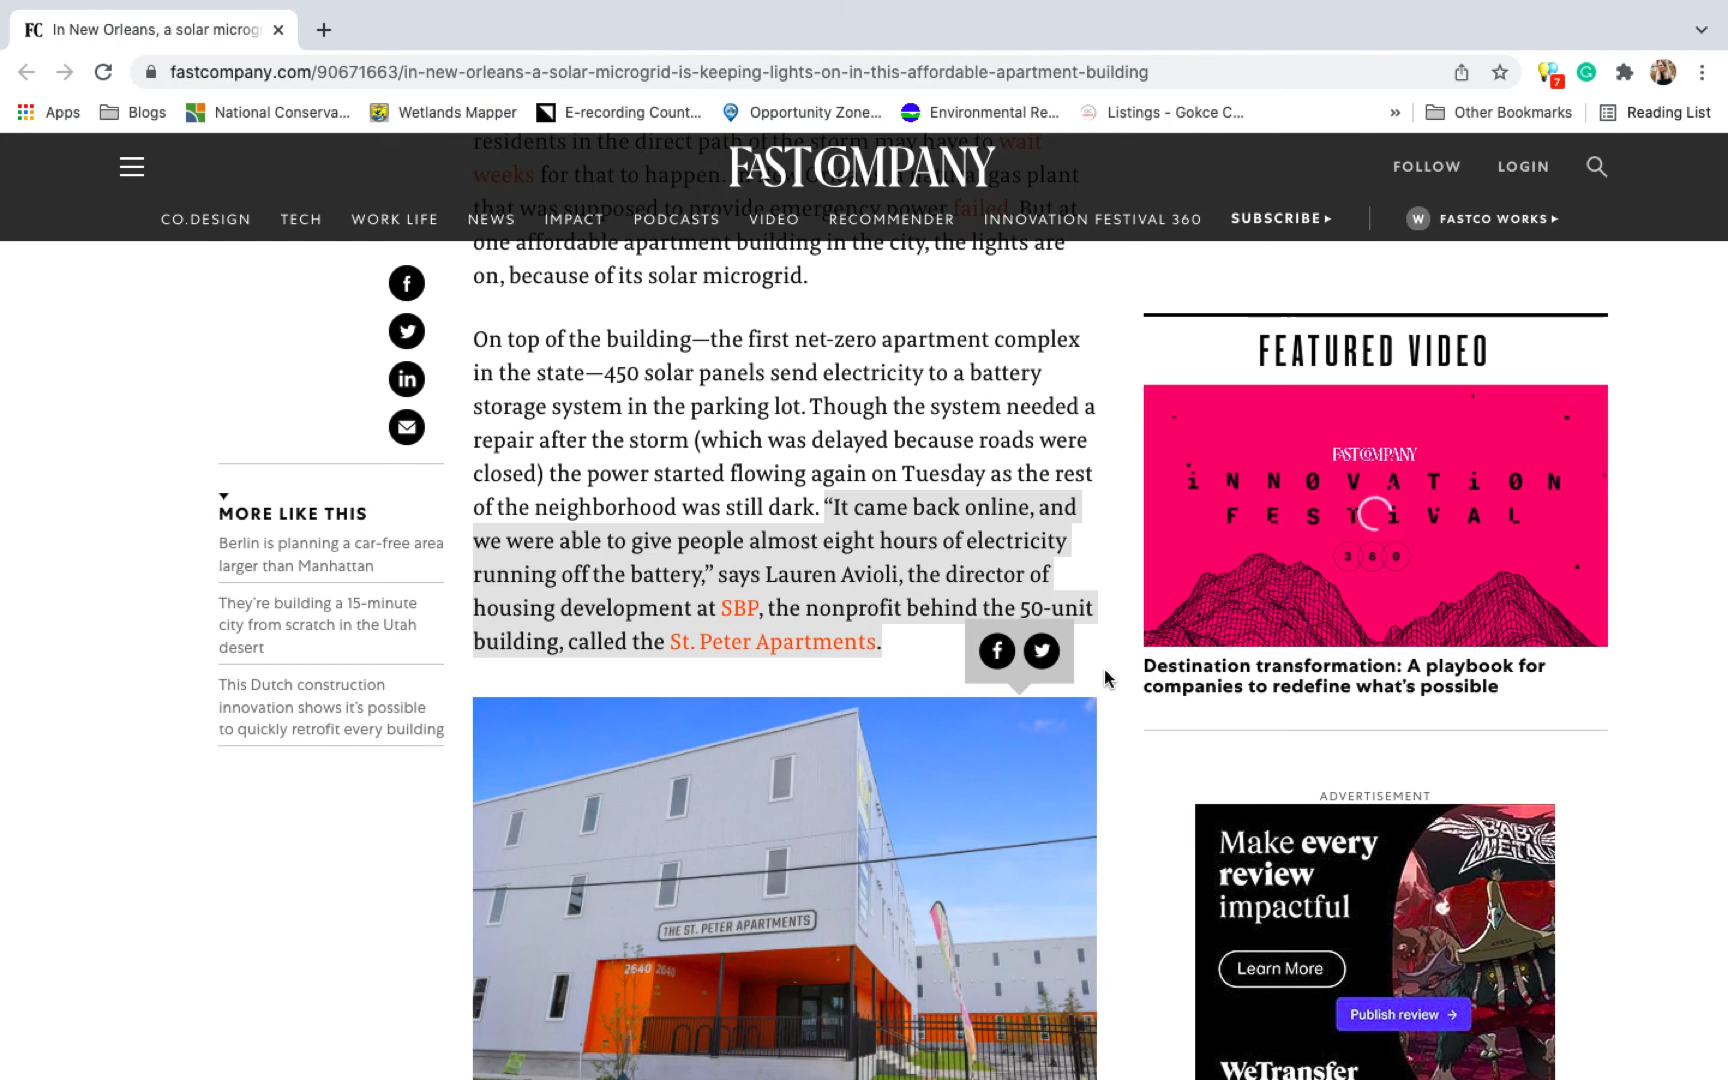 FC In New Orleans, a solar microg
fastcompany.com/90671663/in-new-orleans-a-solar-microgrid-is-keeping-lights-on-in-this-affordable-apartment-building
7
Apps Blogs National Conserva... Wetlands Mapper E-recording Count... Opportunity Zone... Environmental Re... Listings - Gokce C... » Other Bookmarks Reading List
FAST COMPANY
FOLLOW LOGIN
CO.DESIGN TECH WORK LIFE NEWS IMPACT PODCASTS VIDEO RECOMMENDER INNOVATION FESTIVAL 360 SUBSCRIBE W FASTCO WORKS
residents in the direct path of the storm may have to wait
weeks for that to happen. In New Orleans, a natural gas plant
that was supposed to provide emergency power failed. But at
one affordable apartment building in the city, the lights are
on, because of its solar microgrid.
On top of the building—the first net-zero apartment complex
in the state—450 solar panels send electricity to a battery
storage system in the parking lot. Though the system needed a
repair after the storm (which was delayed because roads were
closed) the power started flowing again on Tuesday as the rest
of the neighborhood was still dark. “It came back online, and
we were able to give people almost eight hours of electricity
running off the battery,” says Lauren Avioli, the director of
housing development at SBP, the nonprofit behind the 50-unit
building, called the St. Peter Apartments.
MORE LIKE THIS
Berlin is planning a car-free area
larger than Manhattan
They’re building a 15-minute
city from scratch in the Utah
desert
This Dutch construction
innovation shows it’s possible
to quickly retrofit every building
THE ST. PETER APARTMENTS
2640 2640
FEATURED VIDEO
FAST COMPANY
iNN0VATi0N
FESTiVAL
360
Destination transformation: A playbook for
companies to redefine what’s possible
ADVERTISEMENT
Make every
review
impactful
Learn More
BABY
METAL
Publish review →
WeTransfer